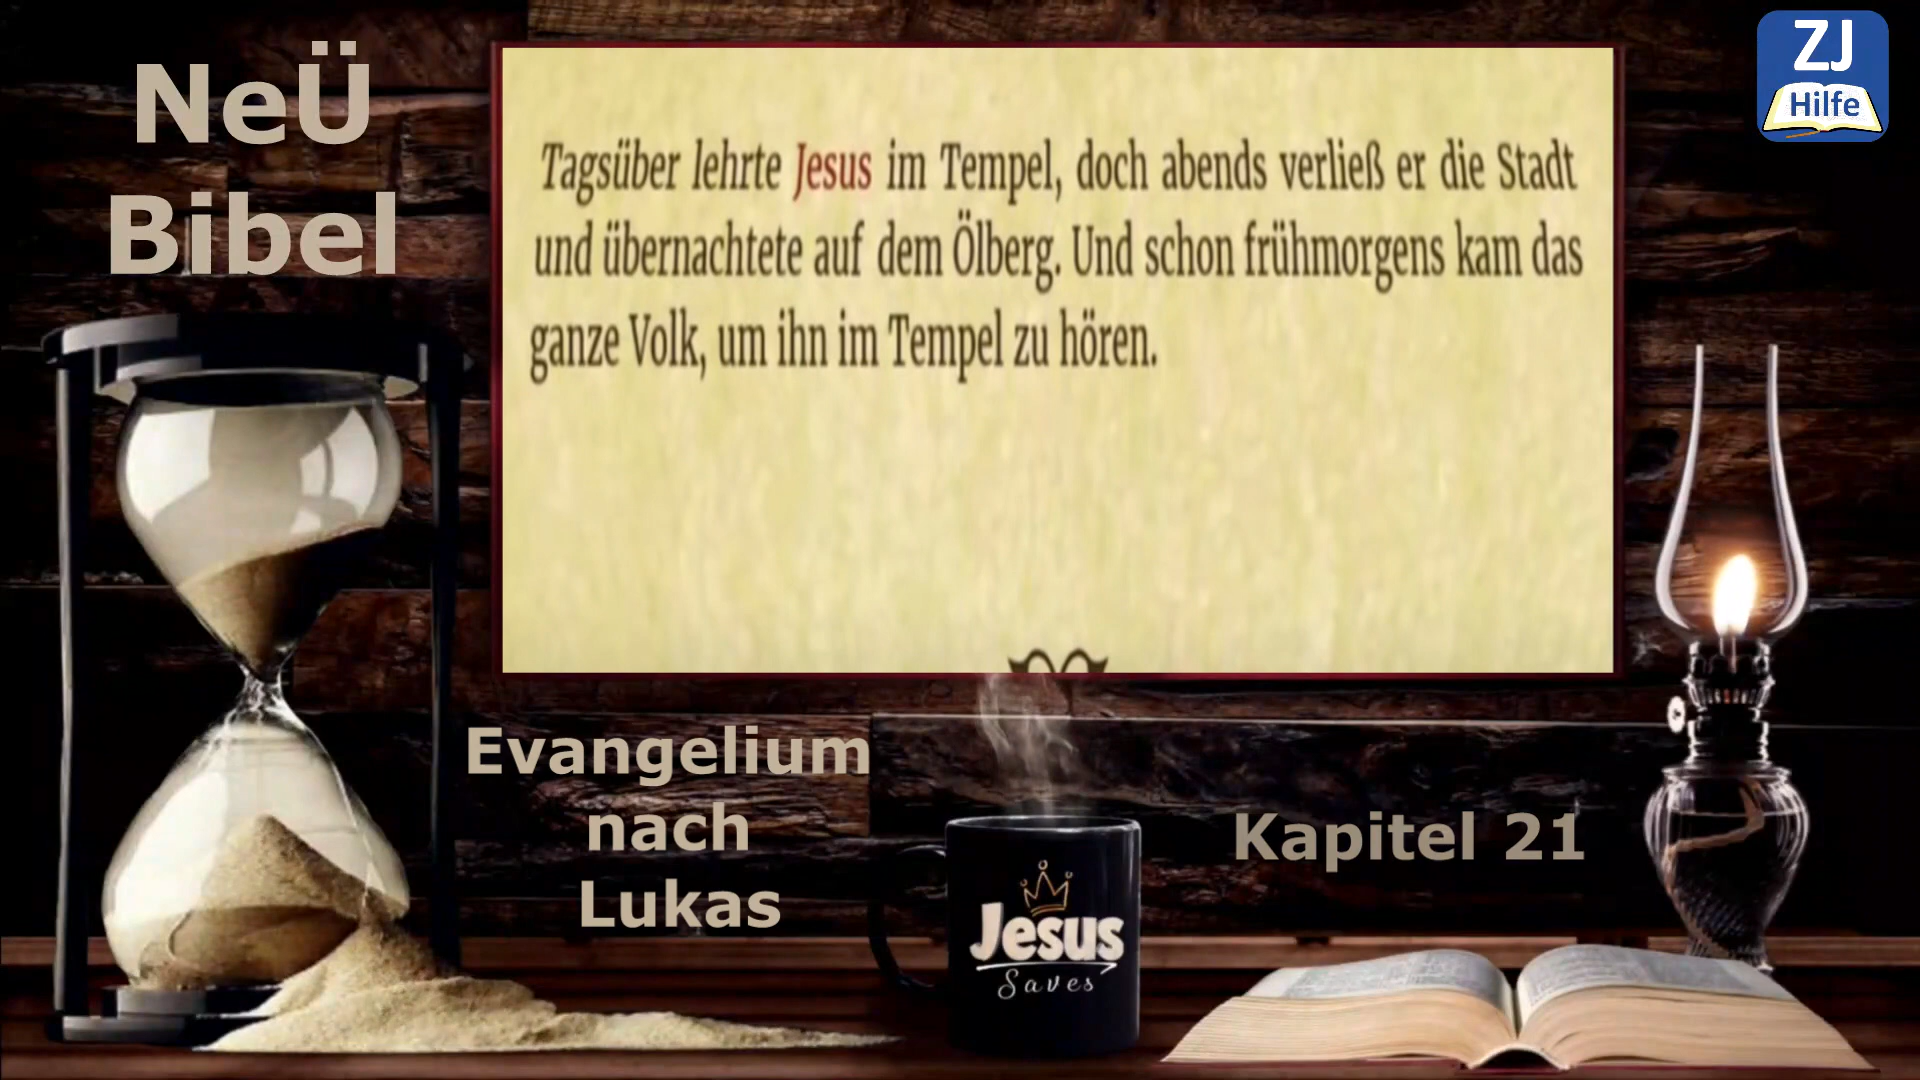 NeÜ
Bibel
Tagsüber lehrte Jesus im Tempel, doch abends verließ er die Stadt
und übernachtete auf dem Ölberg. Und schon frühmorgens kam das
ganze Volk, um ihn im Tempel zu hören.
ZJ
Hilfe
Evangelium
nach
Lukas
Kapitel 21
Jesus
Saves